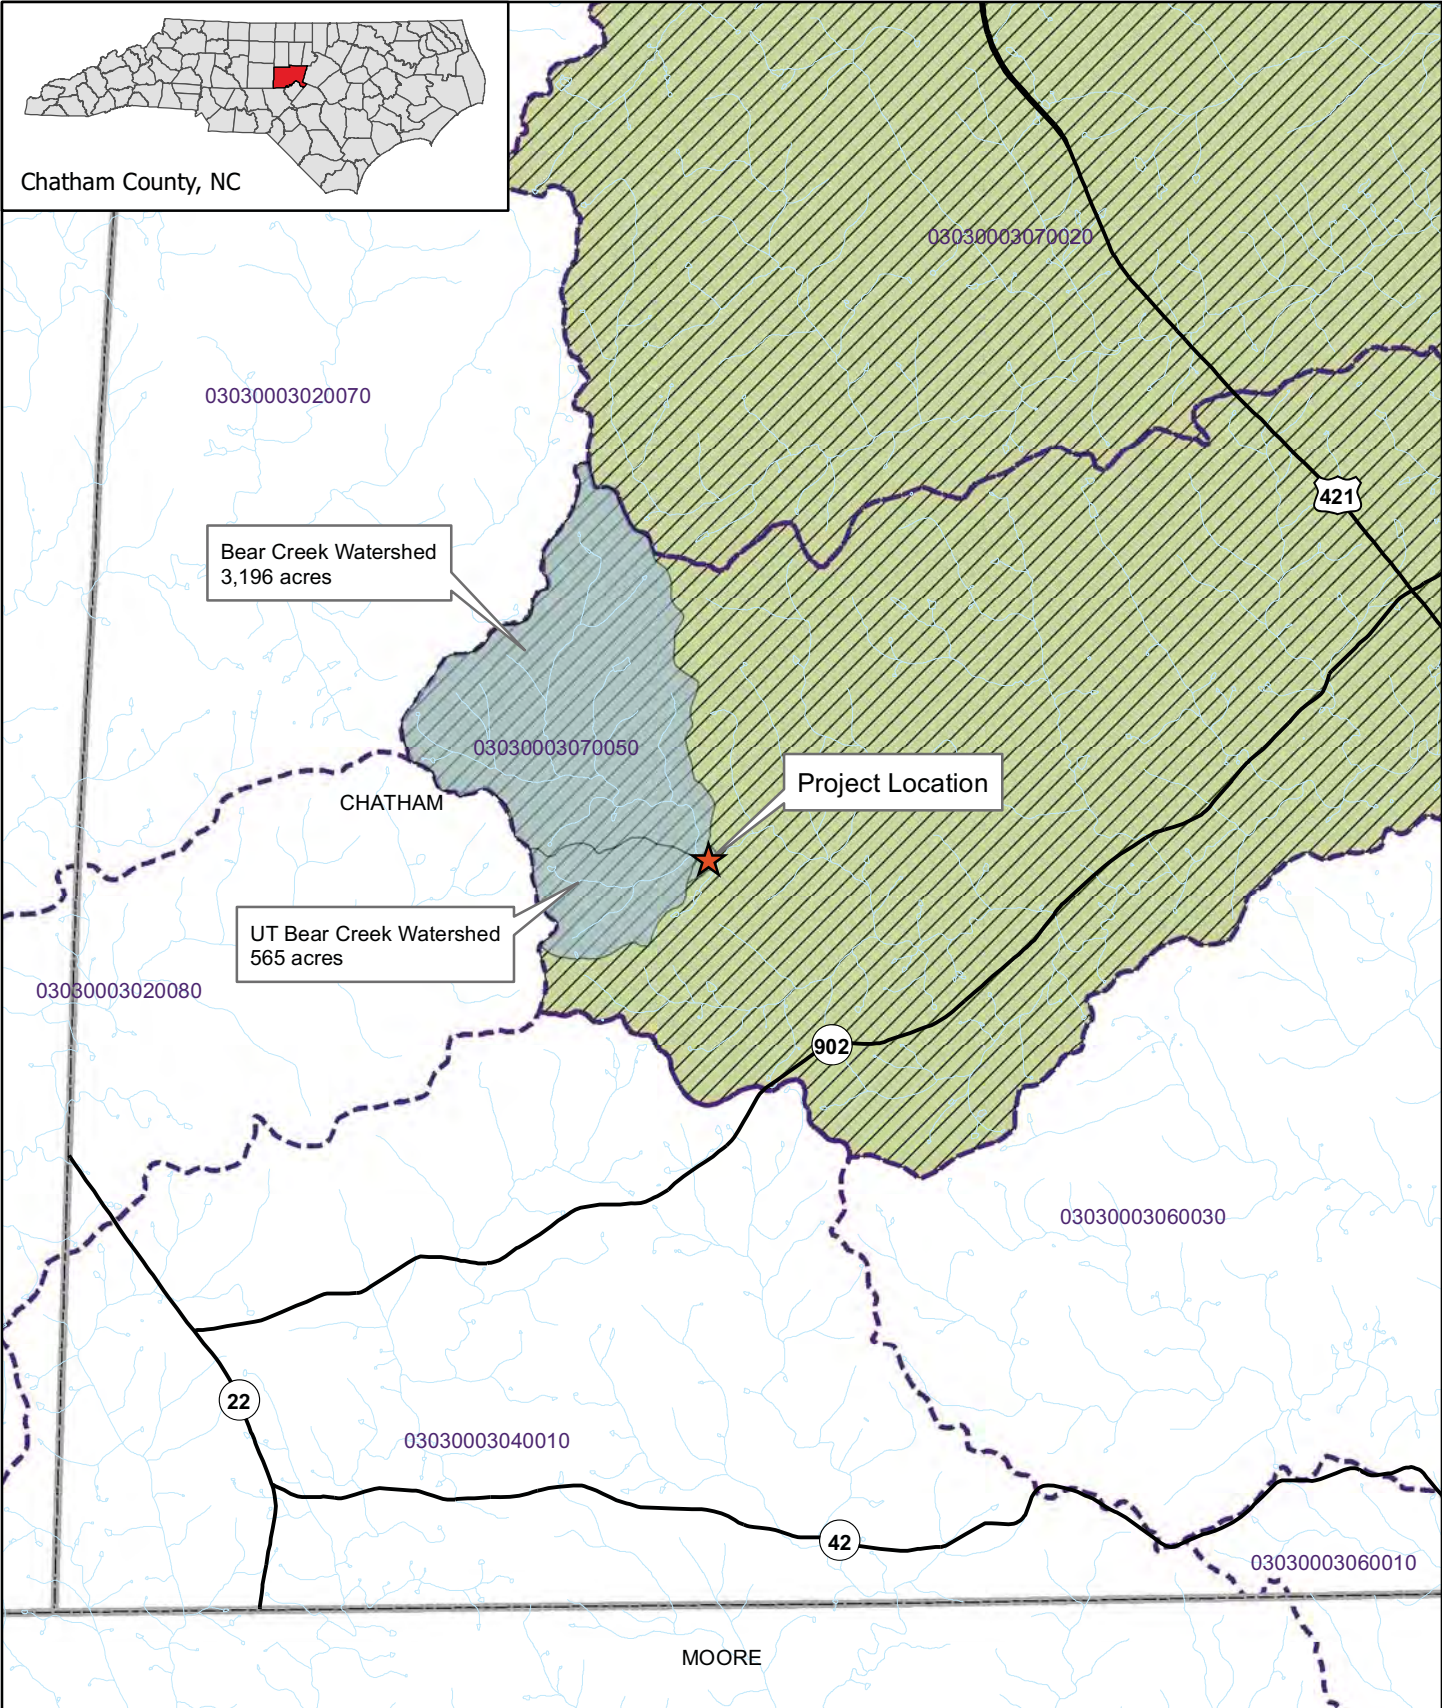 Chatham County, NC
03030003070020
03030003020070
421
Bear Creek Watershed
3,196 acres
03030003070050
Project Location
CHATHAM
UT Bear Creek Watershed
565 acres
03030003020080
902
03030003060030
22
03030003040010
42
03030003060010
MOORE